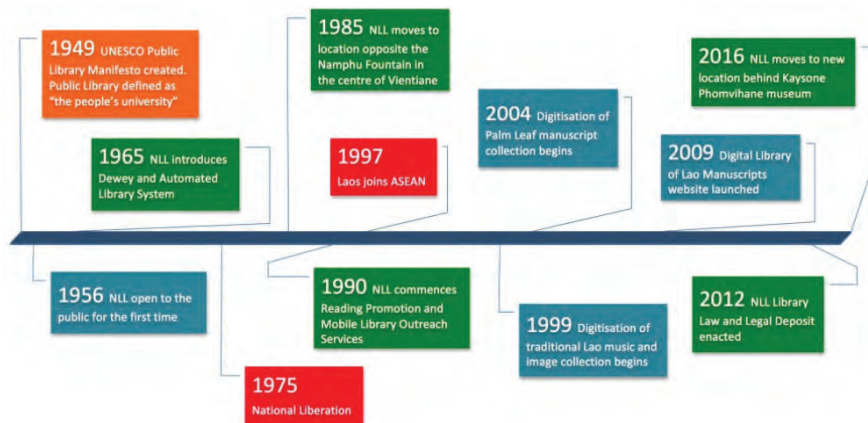 1949 UNESCO Public
Library Manifesto created.
Public Library defined as
“the people’s university”
1985 NLL moves to
location opposite the
Namphu Fountain in
the centre of Vientiane
2016 NLL moves to new
location behind Kaysone
Phomvihane museum
2004 Digitisation of
Palm Leaf manuscript
collection begins
1965 NLL introduces
Dewey and Automated
Library System
1997
Laos joins ASEAN
2009 Digital Library
of Lao Manuscripts
website launched
1956 NLL open to the
public for the first time
1990 NLL commences
Reading Promotion and
Mobile Library Outreach
Services
1999 Digitisation of
traditional Lao music and
image collection begins
2012 NLL Library
Law and Legal Deposit
enacted
1975
National Liberation